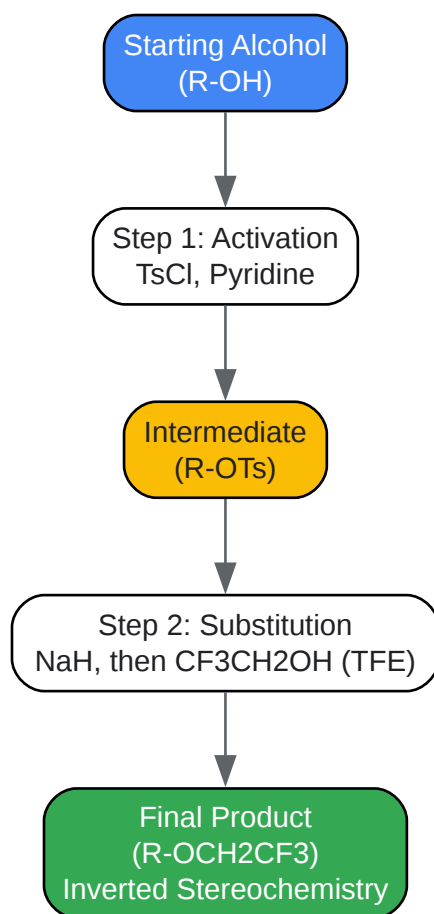 Starting Alcohol
(R-OH)
Step 1: Activation
TsCl, Pyridine
Intermediate
(R-OTs)
Step 2: Substitution
NaH, then CF3CH2OH (TFE)
Final Product
(R-OCH2CF3)
Inverted Stereochemistry